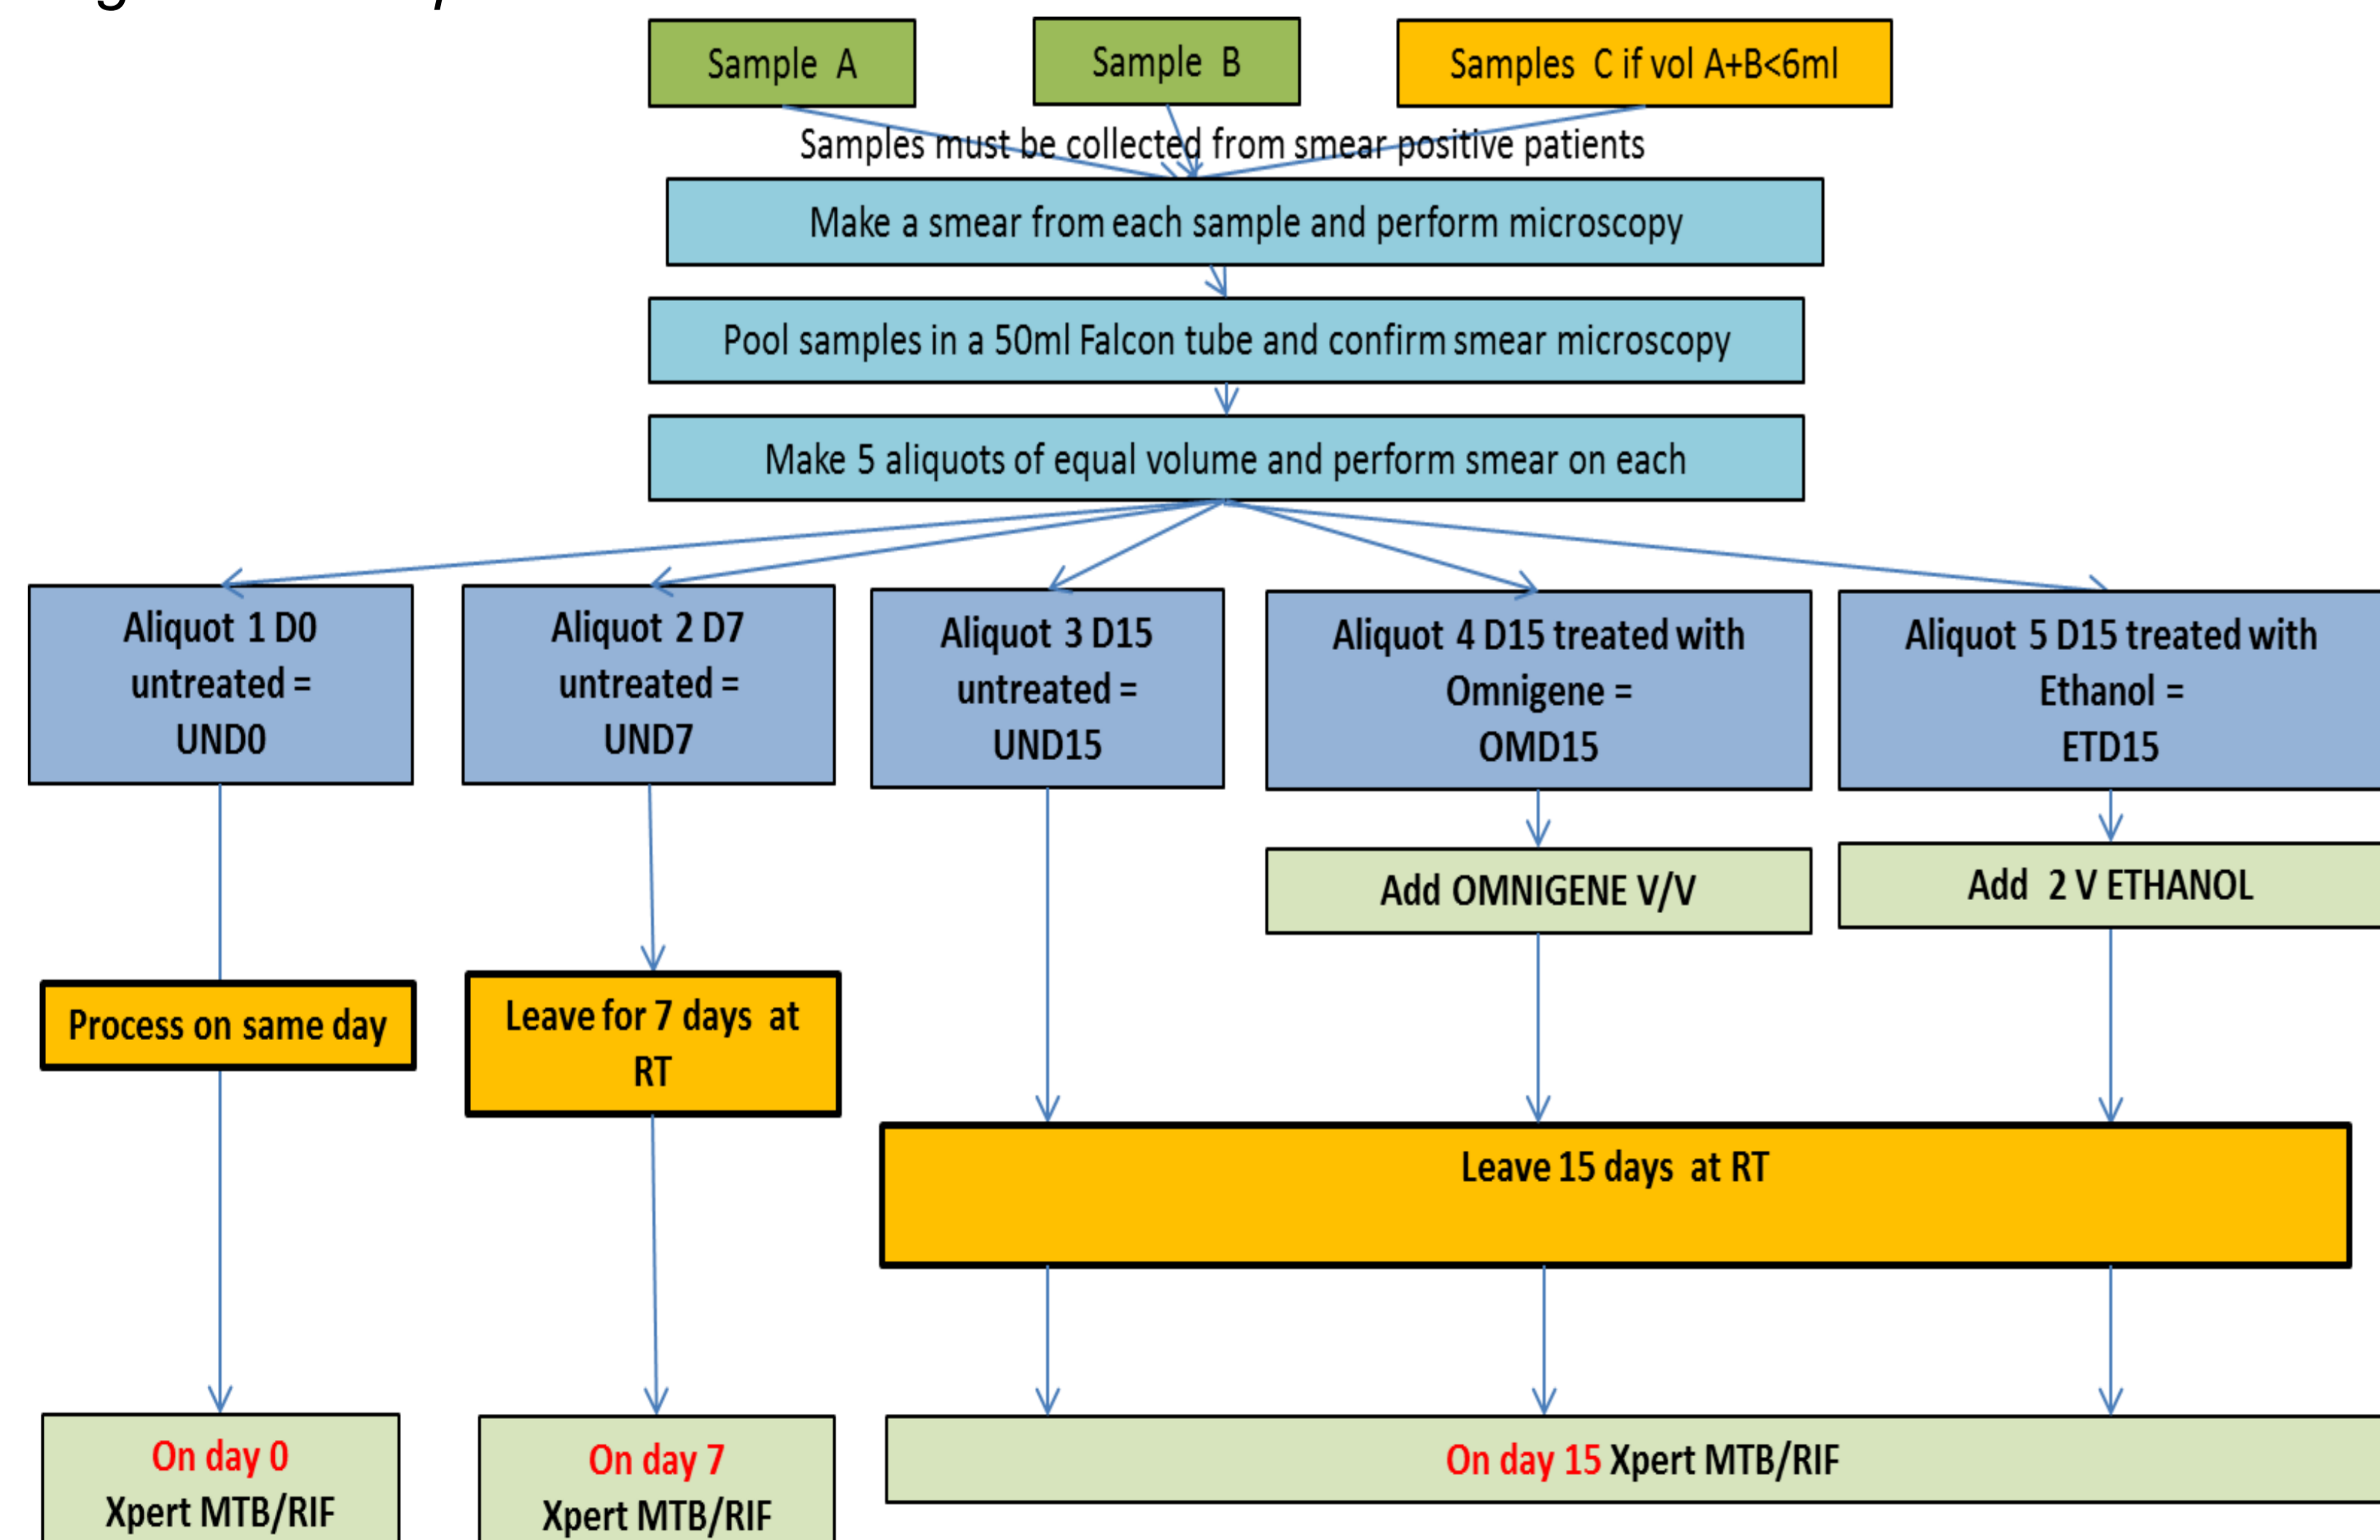 Sample A
Sample B
Samples C if vol A+B<6ml
Samples must be collected from smear positive patients
Make a smear from each sample and perform microscopy
Pool samples in a 50ml Falcon tube and confirm smear microscopy
Make 5 aliquots of equal volume and perform smear on each
Aliquot 1 D0
untreated =
UND0
Aliquot 2 D7
untreated =
UND7
Aliquot 3 D15
untreated =
UND15
Aliquot 4 D15 treated with
Omnigene =
OMD15
Aliquot 5 D15 treated with
Ethanol =
ETD15
Add OMNIGENE V/V
Add 2 V ETHANOL
Process on same day
Leave for 7 days at
RT
Leave 15 days at RT
On day 0
Xpert MTB/RIF
On day 7
Xpert MTB/RIF
On day 15 Xpert MTB/RIF